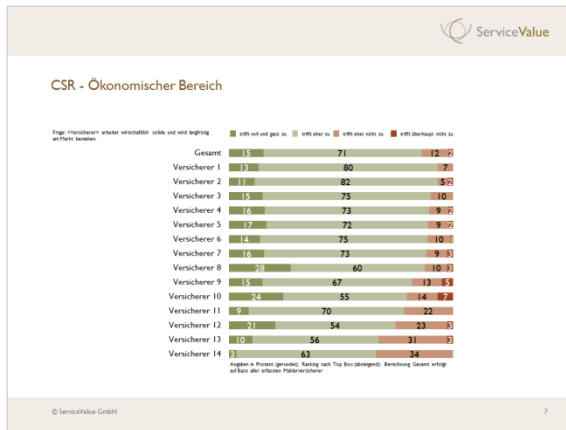 ServiceValue
CSR - Ökonomischer Bereich
Frage: <Versicherer> arbeitet wirtschaftlich solide und wird langfristig
am Markt bestehen.
trifft voll und ganz zu trifft eher zu trifft eher nicht zu trifft überhaupt nicht zu
Gesamt 15 71 12 2
Versicherer 1 13 80 7
Versicherer 2 11 82 5 2
Versicherer 3 15 75 10
Versicherer 4 16 73 9 2
Versicherer 5 17 72 9 2
Versicherer 6 14 75 10 1
Versicherer 7 16 73 9 3
Versicherer 8 28 60 10 3
Versicherer 9 15 67 13 5
Versicherer 10 24 55 14 7
Versicherer 11 9 70 22
Versicherer 12 21 54 23 3
Versicherer 13 10 56 31 3
Versicherer 14 3 63 34
Angaben in Prozent (gerundet); Ranking nach Top Box (absteigend); Berechnung Gesamt erfolgt
auf Basis aller erfassten Maklerversicherer
© ServiceValue GmbH 7